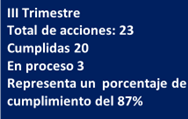 III Trimestre
Total de acciones: 23
Cumplidas 20
En proceso 3
Representa un porcentaje de
cumplimiento del 87%